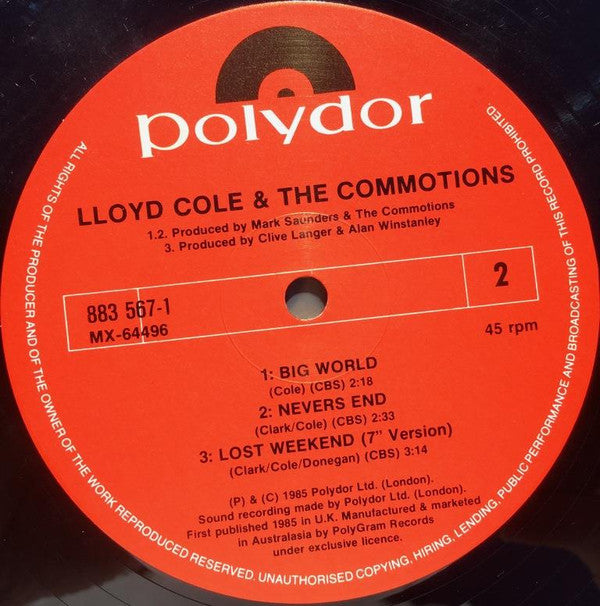 polydor
LLOYD COLE & THE COMMOTIONS
1.2. Produced by Mark Saunders & The Commotions
3. Produced by Clive Langer & Alan Winstanley
883 567-1
MX-64496
2
45 rpm
1: BIG WORLD
(Cole) (CBS) 2:18
2: NEVERS END
(Clark/Cole) (CBS) 2:33
3: LOST WEEKEND (7" Version)
(Clark/Cole/Donegan) (CBS) 3:14
(P) & (C) 1985 Polydor Ltd. (London).
Sound recording made by Polydor Ltd. (London).
First published 1985 in U.K. Manufactured & marketed
in Australasia by PolyGram Records
under exclusive licence.
ALL RIGHTS OF THE PRODUCER AND OF THE OWNER OF THE WORK REPRODUCED RESERVED. UNAUTHORISED COPYING, HIRING, LENDING, PUBLIC PERFORMANCE AND BROADCASTING OF THIS RECORD PROHIBITED.